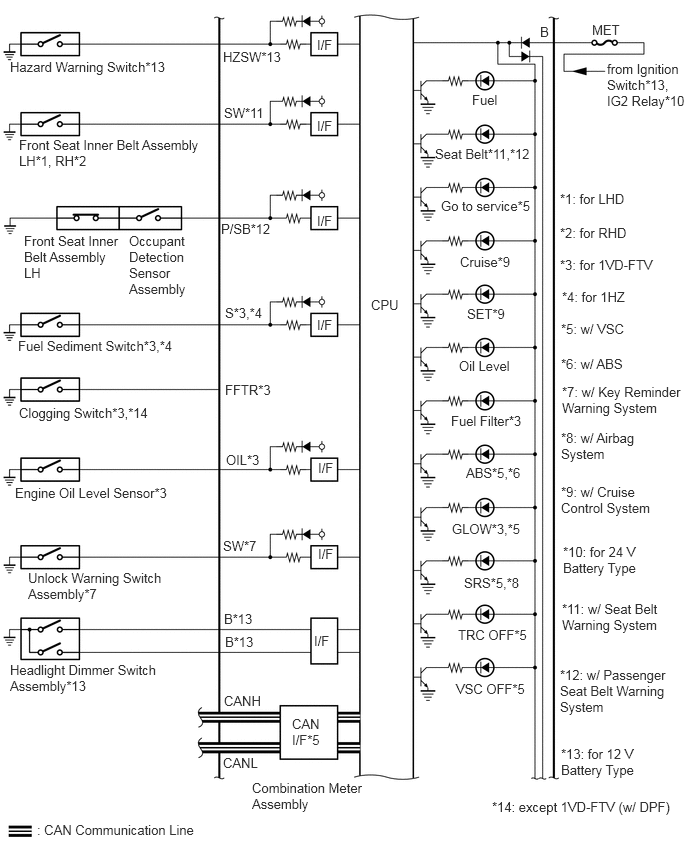 HZSW*13
I/F
Hazard Warning Switch*13
SW*11
I/F
Front Seat Inner Belt Assembly
LH*1, RH*2
P/SB*12
I/F
Front Seat Inner
Belt Assembly
LH
Occupant
Detection
Sensor
Assembly
S*3,*4
I/F
Fuel Sediment Switch*3,*4
FFTR*3
Clogging Switch*3,*14
OIL*3
I/F
Engine Oil Level Sensor*3
SW*7
I/F
Unlock Warning Switch
Assembly*7
B*13
B*13
I/F
Headlight Dimmer Switch
Assembly*13
CANH
CAN
I/F*5
CANL
Combination Meter
Assembly
CPU
B
MET
from Ignition
Switch*13,
IG2 Relay*10
Fuel
Seat Belt*11,*12
Go to service*5
Cruise*9
SET*9
Oil Level
Fuel Filter*3
ABS*5,*6
GLOW*3,*5
SRS*5,*8
TRC OFF*5
VSC OFF*5
*1: for LHD
*2: for RHD
*3: for 1VD-FTV
*4: for 1HZ
*5: w/ VSC
*6: w/ ABS
*7: w/ Key Reminder
Warning System
*8: w/ Airbag
System
*9: w/ Cruise
Control System
*10: for 24 V
Battery Type
*11: w/ Seat Belt
Warning System
*12: w/ Passenger
Seat Belt Warning
System
*13: for 12 V
Battery Type
*14: except 1VD-FTV (w/ DPF)
: CAN Communication Line